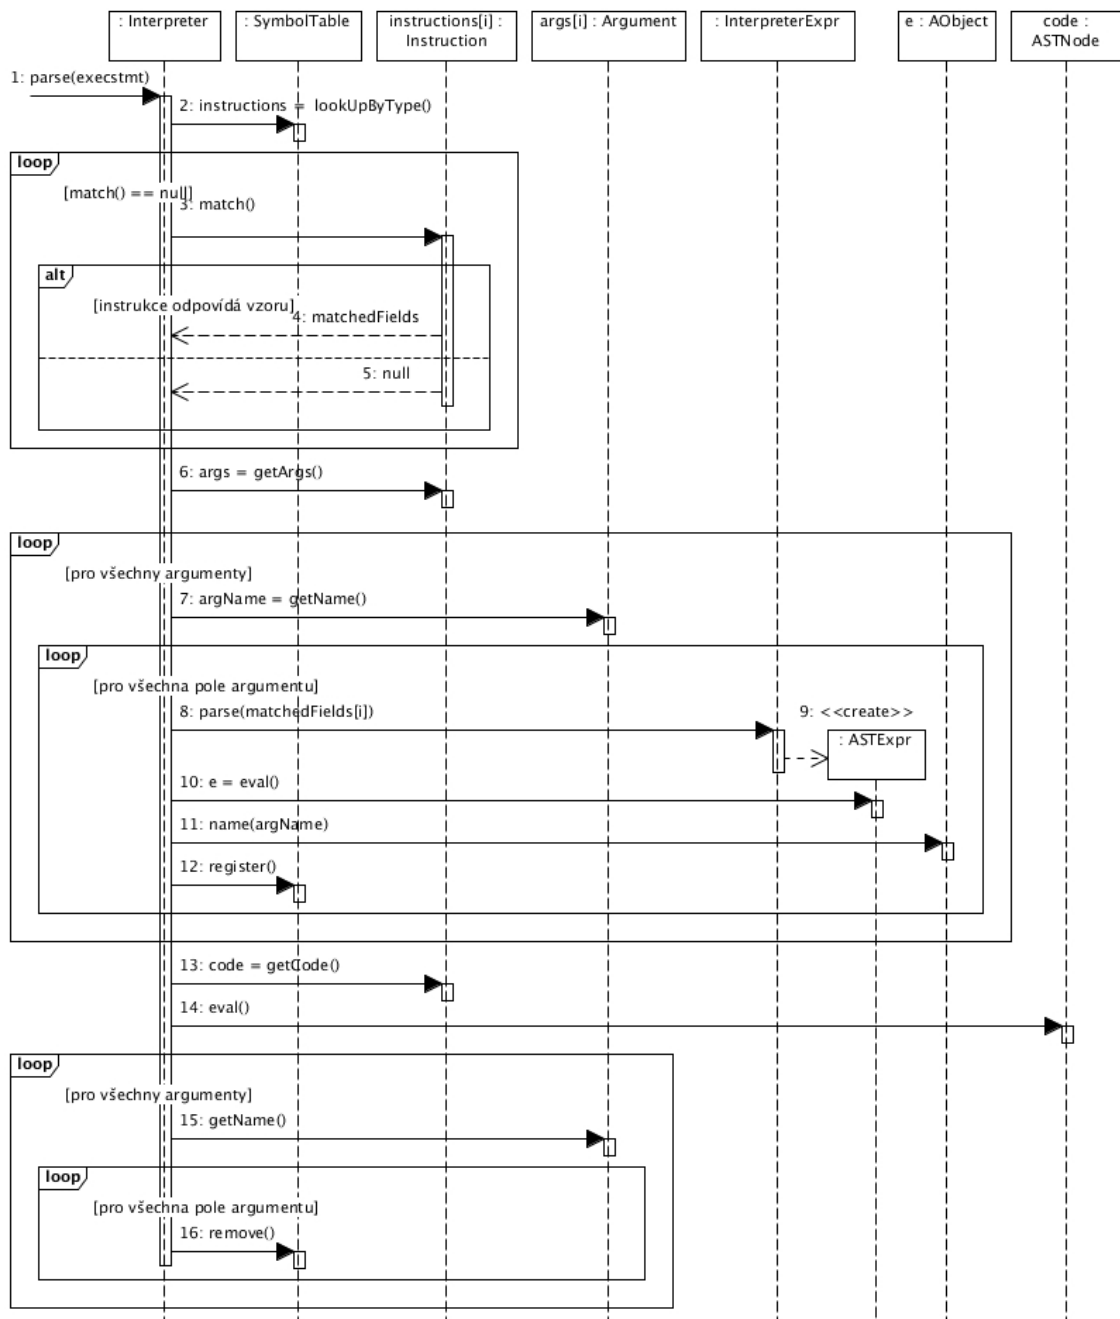 : Interpreter
: SymbolTable
instructions[i] :
Instruction
args[i] : Argument
: InterpreterExpr
e : AObject
code :
ASTNode
1: parse(execstmt)
2: instructions = lookUpByType()
loop
[match() == null]
3: match()
alt
[instrukce odpovídá vzoru]
4: matchedFields
5: null
6: args = getArgs()
loop
[pro všechny argumenty]
7: argName = getName()
loop
[pro všechna pole argumentu]
8: parse(matchedFields[i])
9: <<create>>
: ASTExpr
10: e = eval()
11: name(argName)
12: register()
13: code = getCode()
14: eval()
loop
[pro všechny argumenty]
15: getName()
loop
[pro všechna pole argumentu]
16: remove()